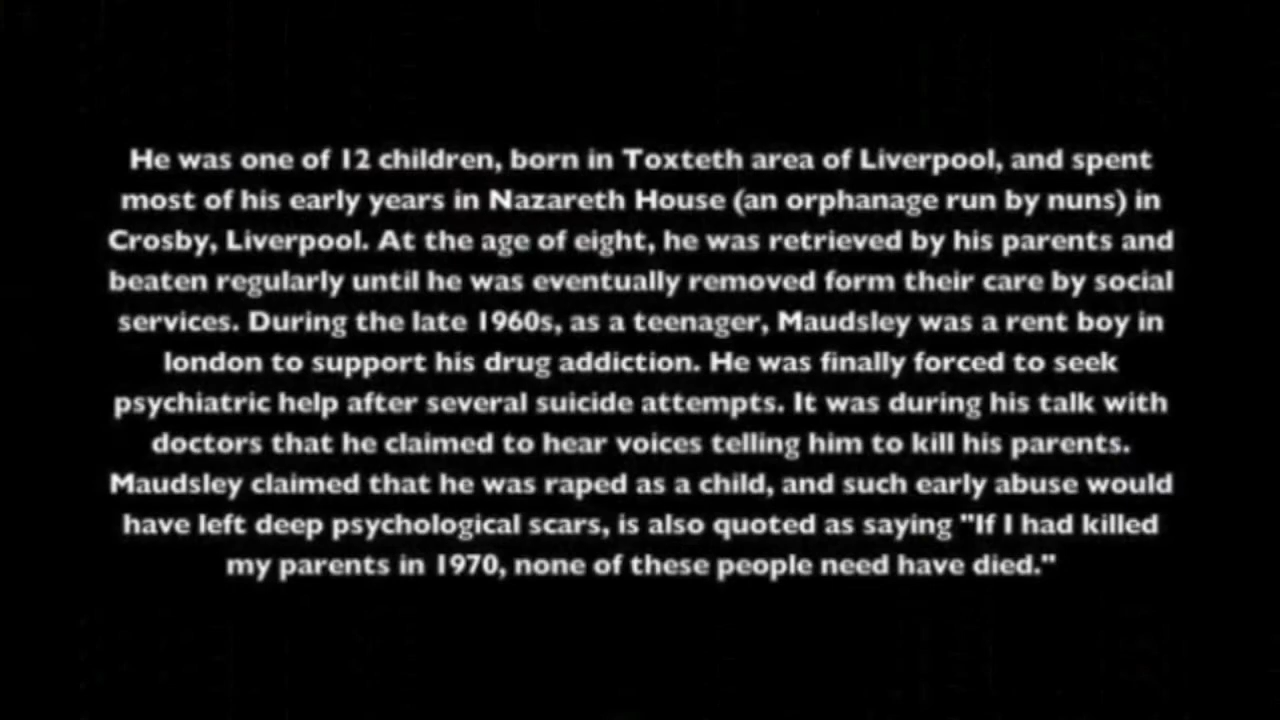 He was one of 12 children, born in Toxteth area of Liverpool, and spent
most of his early years in Nazareth House (an orphanage run by nuns) in
Crosby, Liverpool. At the age of eight, he was retrieved by his parents and
beaten regularly until he was eventually removed form their care by social
services. During the late 1960s, as a teenager, Maudsley was a rent boy in
london to support his drug addiction. He was finally forced to seek
psychiatric help after several suicide attempts. It was during his talk with
doctors that he claimed to hear voices telling him to kill his parents.
Maudsley claimed that he was raped as a child, and such early abuse would
have left deep psychological scars, is also quoted as saying "If I had killed
my parents in 1970, none of these people need have died."